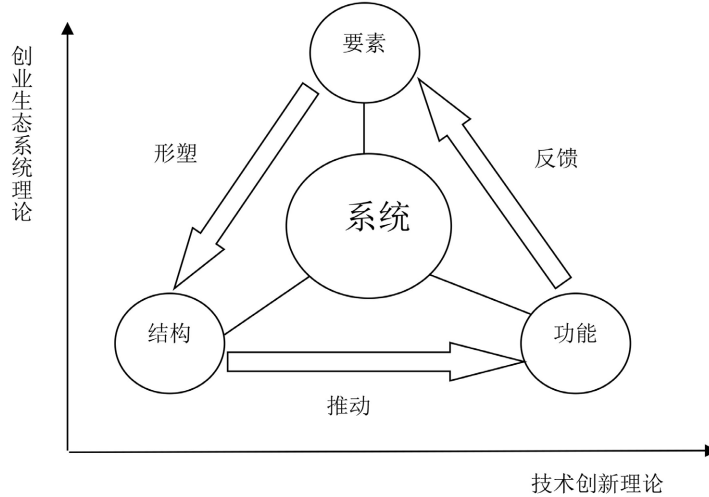 要素
创业生态系统理论
形塑
反馈
系统
结构
功能
推动
技术创新理论